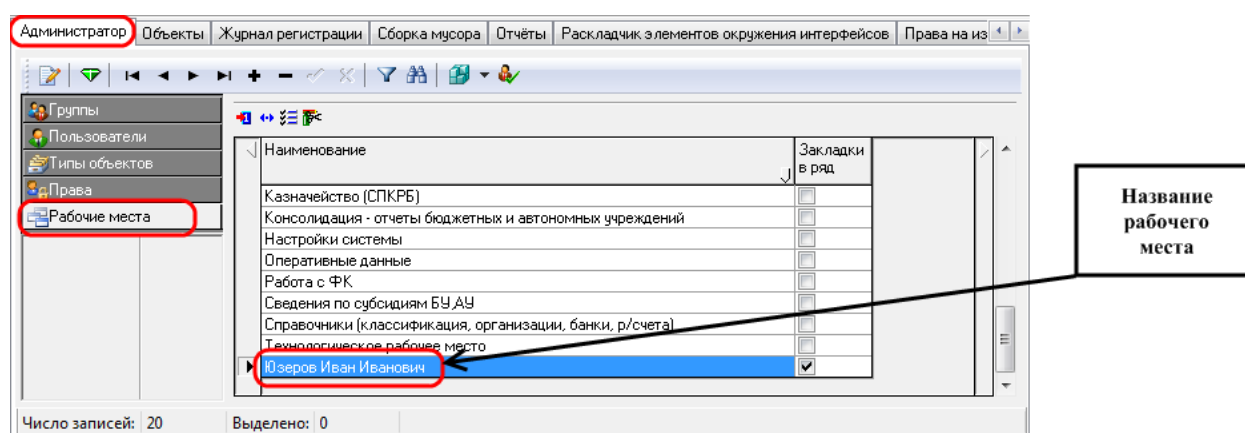 Администратор Объекты Журнал регистрации Сборка мусора Отчёты Раскладчик элементов окружения интерфейсов Права на из
Группы
Пользователи
Типы объектов
Права
Рабочие места
Наименование
Закладки
в ряд
Казначейство (СПКРБ)
Консолидация - отчеты бюджетных и автономных учреждений
Настройки системы
Оперативные данные
Работа с ФК
Сведения по субсидиям БУ,АУ
Справочники (классификация, организации, банки, р/счета)
Технологическое рабочее место
Юзеров Иван Иванович
Название
рабочего
места
Число записей: 20 Выделено: 0